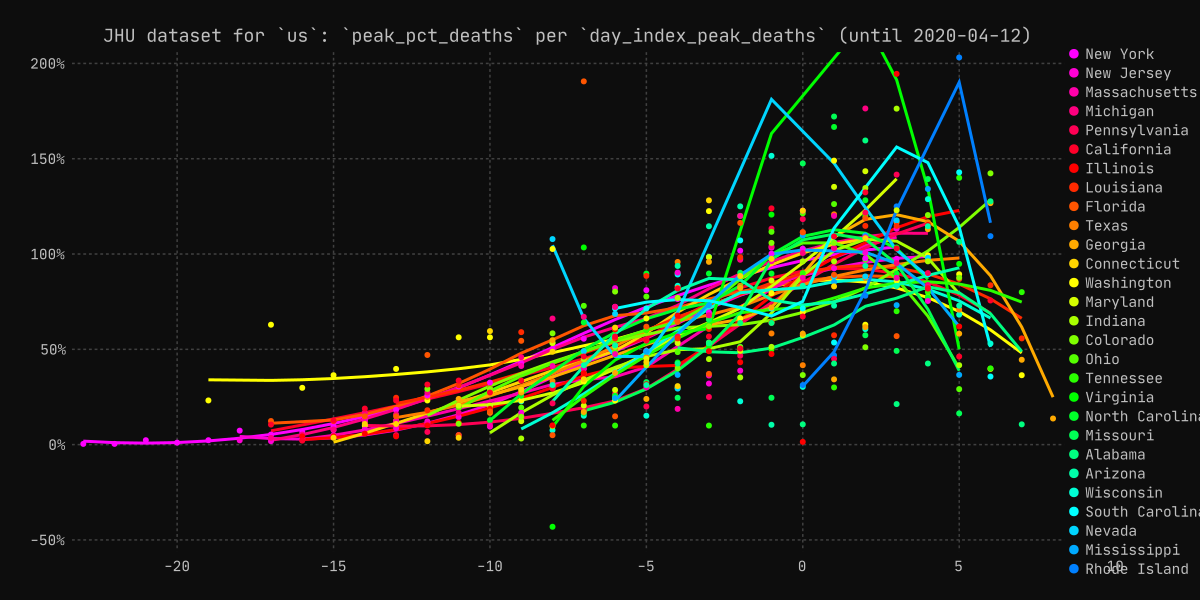 JHU dataset for `us`: `peak_pct_deaths` per `day_index_peak_deaths` (until 2020-04-12)
200%
150%
100%
50%
0%
−50%
−20
−15
−10
−5
0
5
10
New York
New Jersey
Massachusetts
Michigan
Pennsylvania
California
Illinois
Louisiana
Florida
Texas
Georgia
Connecticut
Washington
Maryland
Indiana
Colorado
Ohio
Tennessee
Virginia
North Carolina
Missouri
Alabama
Arizona
Wisconsin
South Carolina
Nevada
Mississippi
Rhode Island